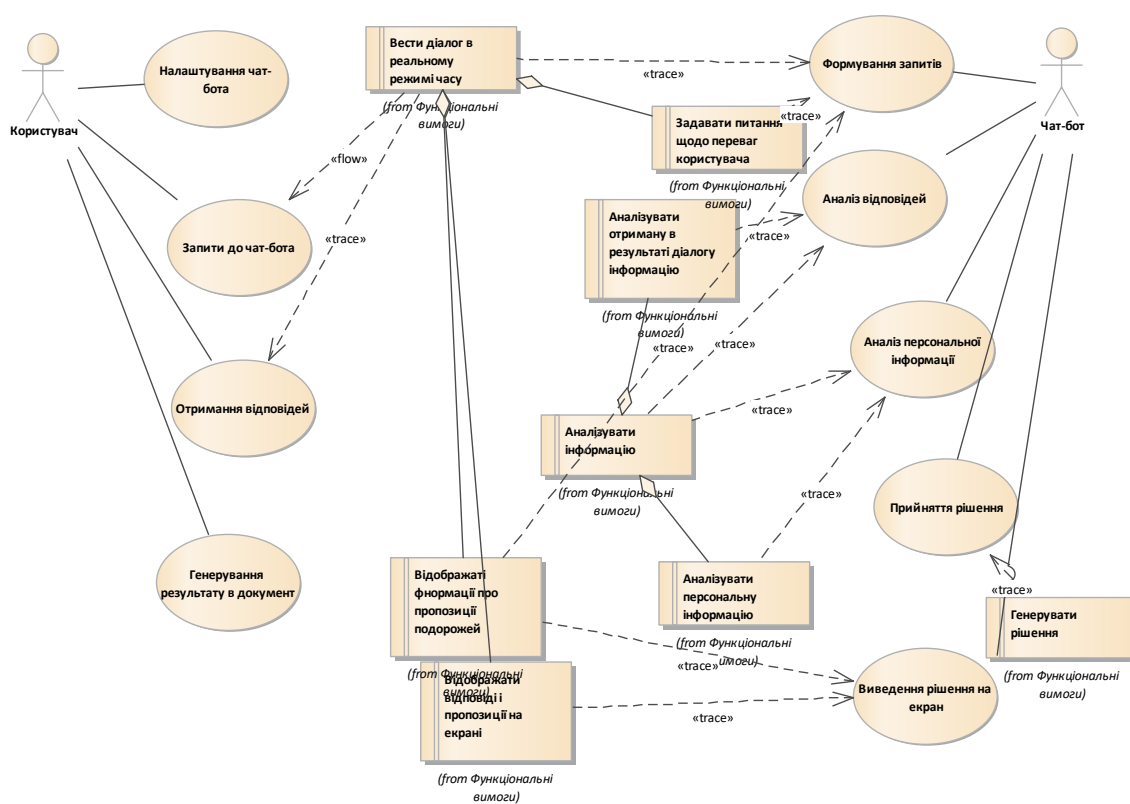 Користувач
Налаштування чат-
бота
Запити до чат-бота
Отримання відповідей
Генерування
результату в документ
Вести діалог в
реальному
режимі часу
(from Функціональні
вимоги)
«flow»
«trace»
«trace»
Задавати питання
щодо переваг
користувача
(from Функціональні
вимоги)
«trace»
Аналізувати
отриману в
результаті діалогу
інформацію
(from Функціональні
вимоги)
«trace»
«trace»
«trace»
Аналізувати
інформацію
(from Функціональні
вимоги)
«trace»
«trace»
Відображаті
фнормації про
пропозиції
подорожей
(from Функціональні
вимоги)
Відображати
відповіді і
пропозиції на
екрані
(from Функціональні
вимоги)
Аналізувати
персональну
інформацію
(from Функціональні
вимоги)
«trace»
«trace»
Чат-бот
Формування запитів
Аналіз відповідей
Аналіз персональної
інформації
Прийняття рішення
«trace»
Генерувати
рішення
(from Функціональні
вимоги)
Виведення рішення на
екран